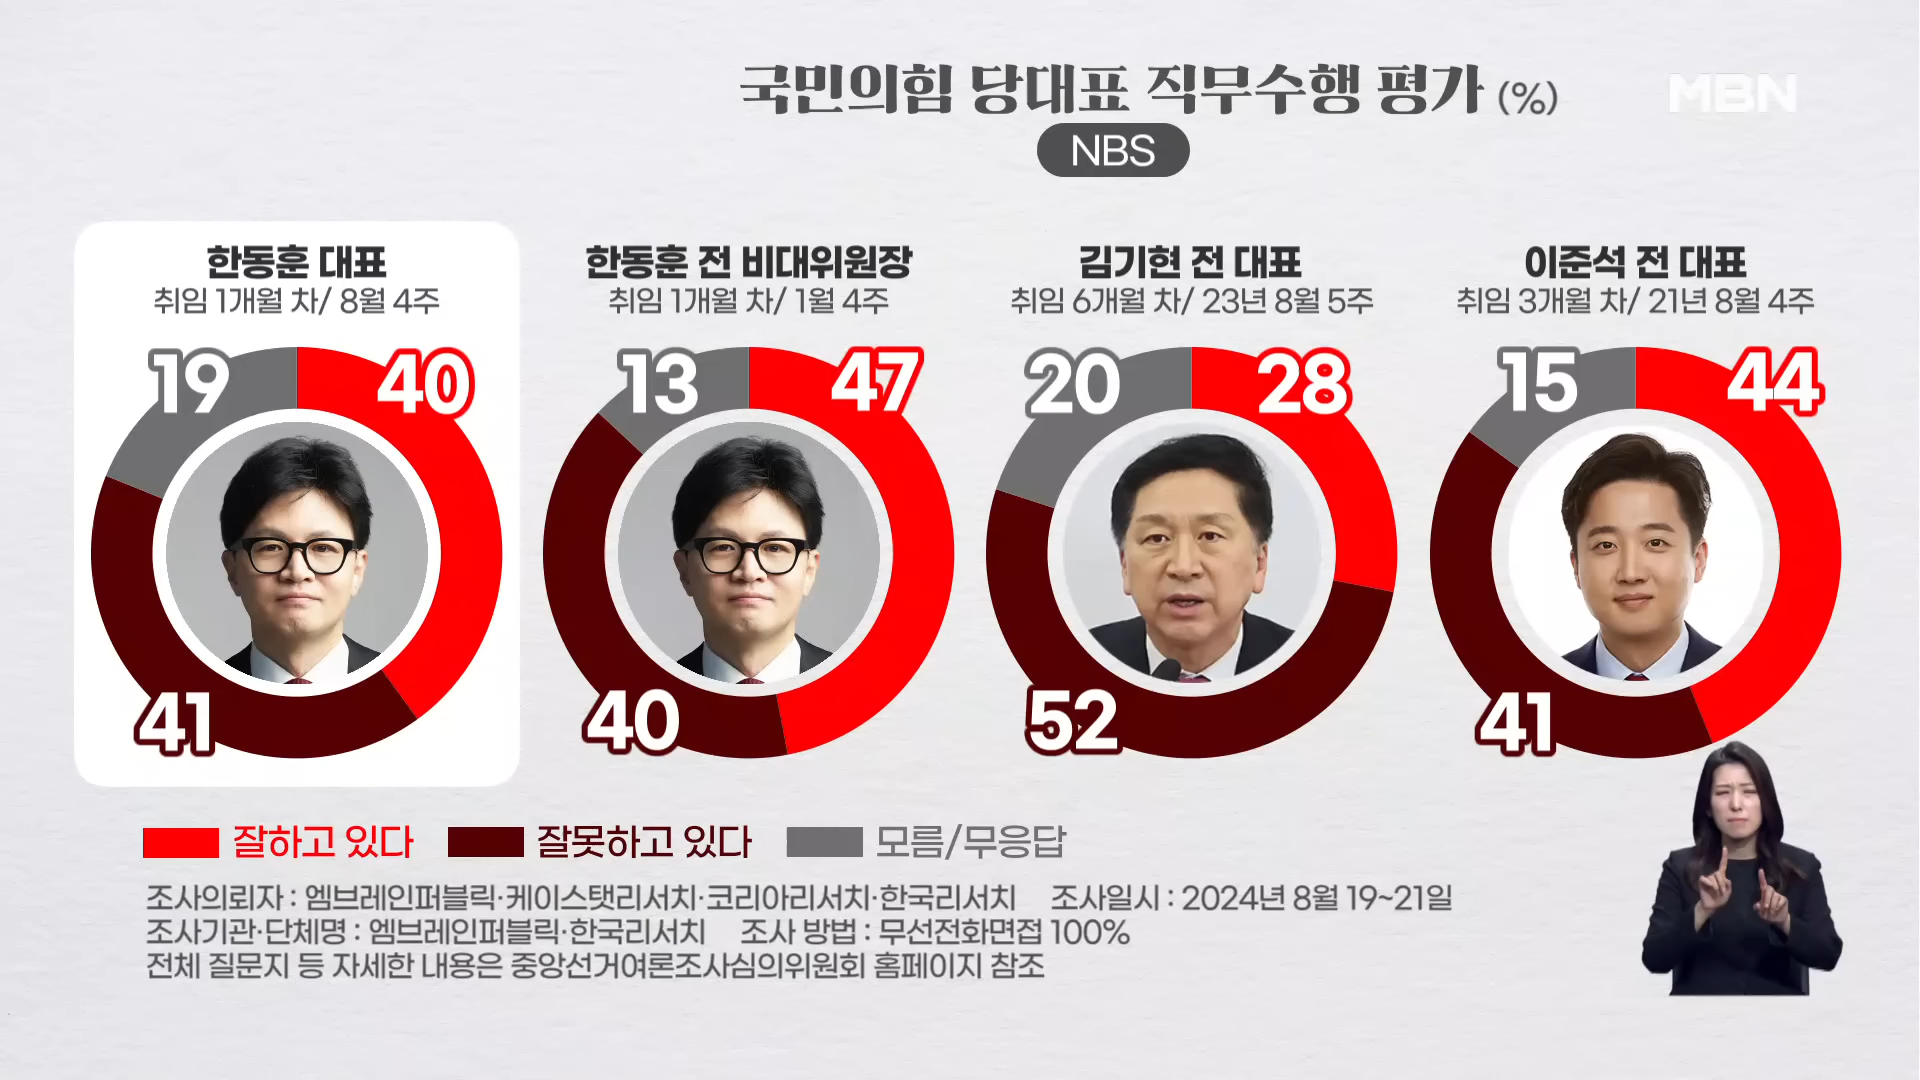 국민의힘 당대표 직무수행 평가 (%)
MBN
NBS
한동훈 대표
취임 1개월 차/ 8월 4주
19
40
41
한동훈 전 비대위원장
취임 1개월 차/ 1월 4주
13
47
40
김기현 전 대표
취임 6개월 차/ 23년 8월 5주
20
28
52
이준석 전 대표
취임 3개월 차/ 21년 8월 4주
15
44
41
잘하고 있다 잘못하고 있다 모름/무응답
조사의뢰자 : 엠브레인퍼블릭·케이스탯리서치·코리아리서치·한국리서치 조사일시 : 2024년 8월 19~21일
조사기관·단체명 : 엠브레인퍼블릭·한국리서치 조사 방법 : 무선전화면접 100%
전체 질문지 등 자세한 내용은 중앙선거여론조사심의위원회 홈페이지 참조